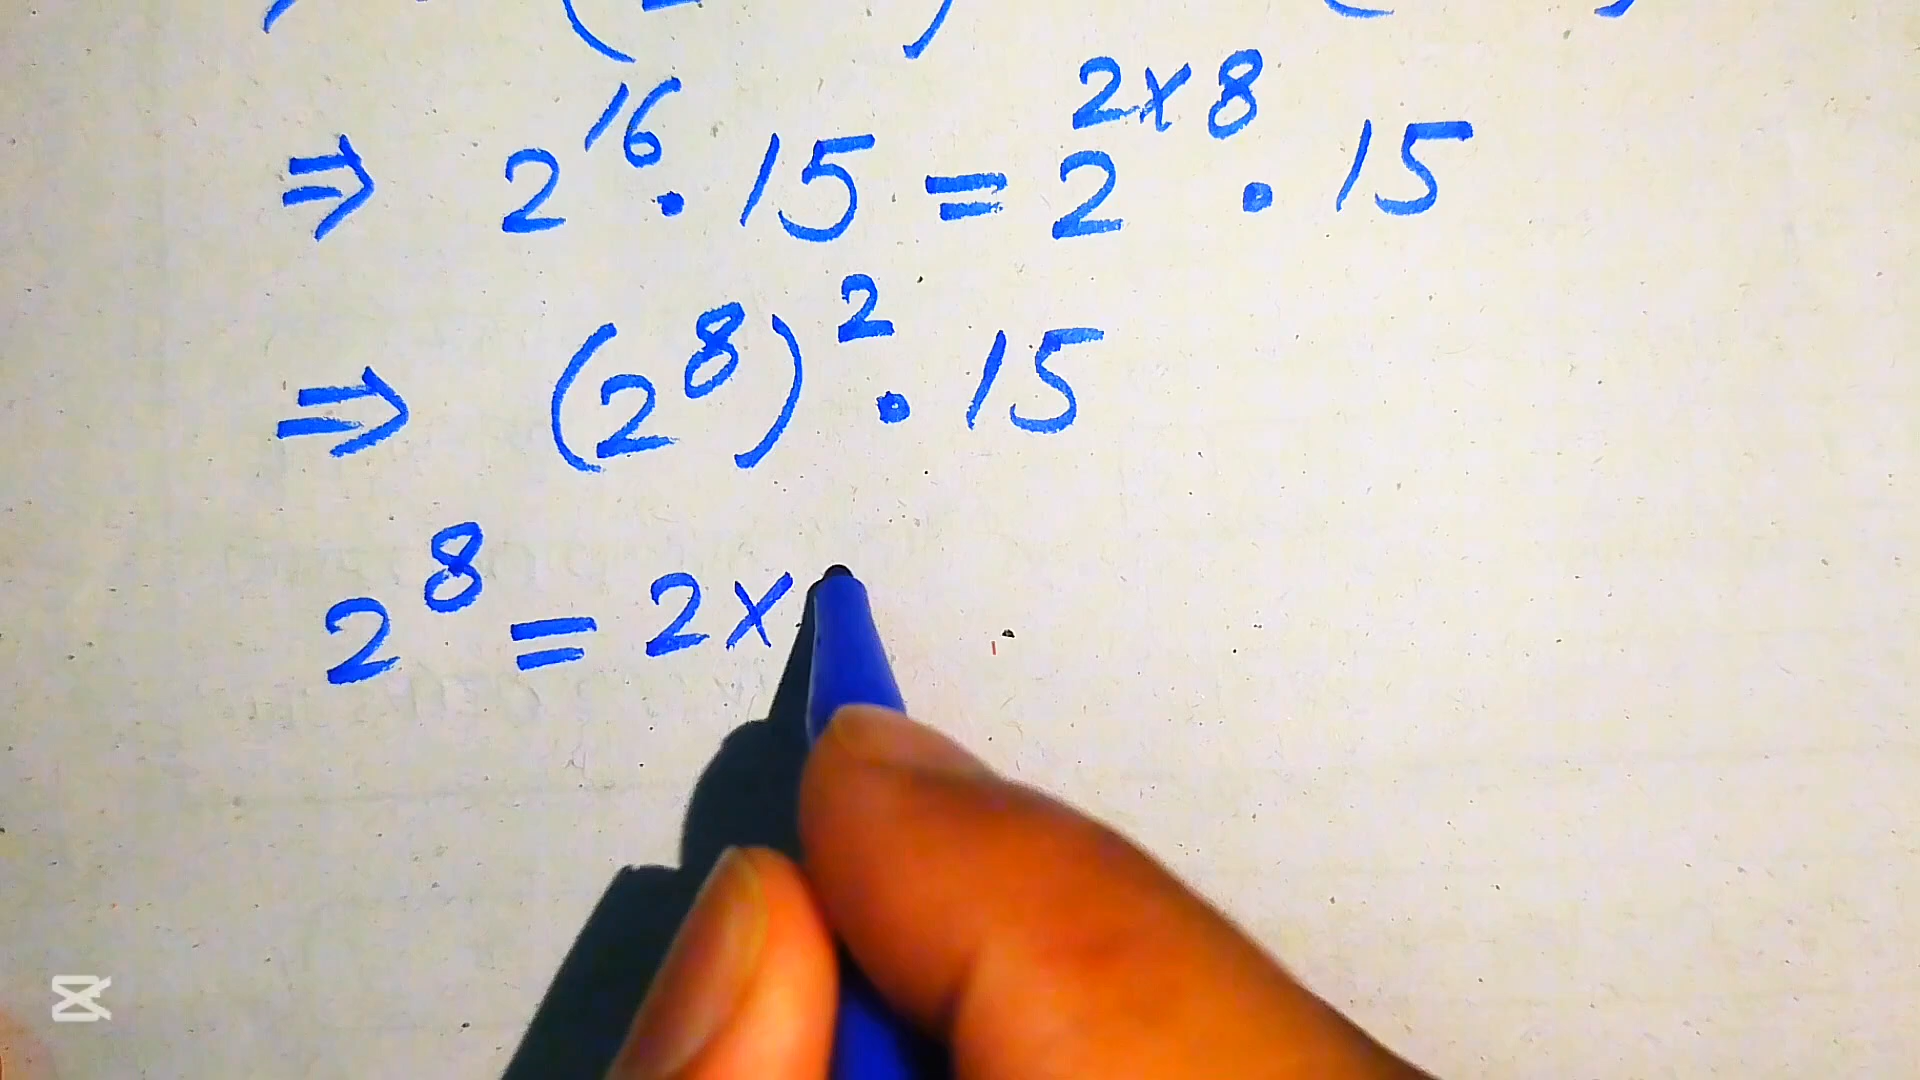 ⇒ 2^16 · 15 = 2^2×8 · 15
⇒ (2^8)^2 · 15
2^8 = 2×